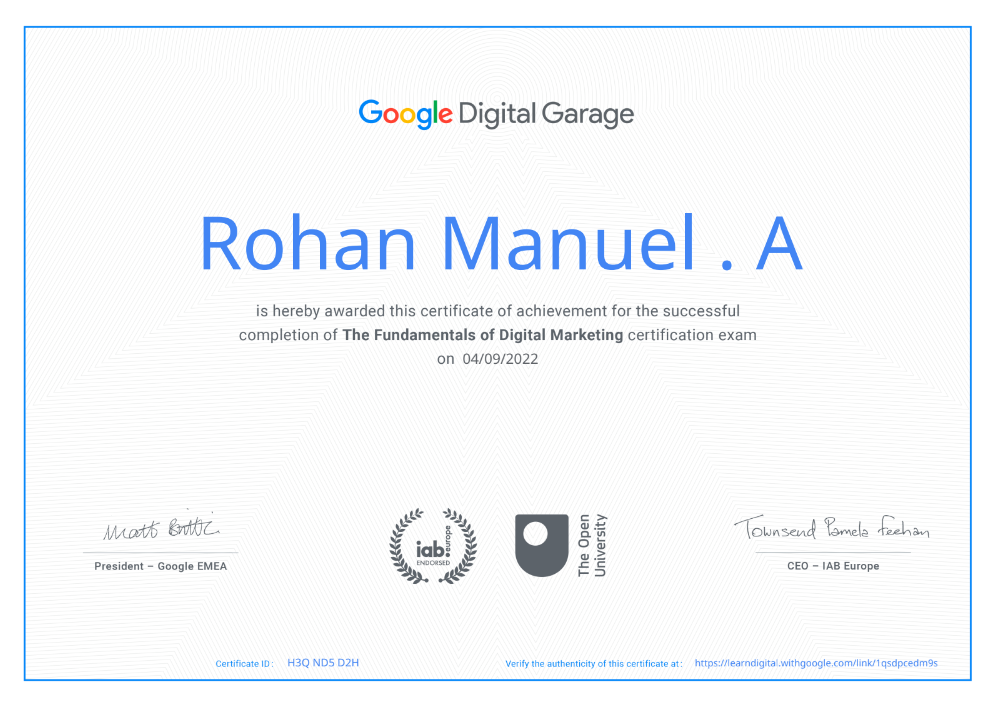 Google Digital Garage
Rohan Manuel . A
is hereby awarded this certificate of achievement for the successful
completion of The Fundamentals of Digital Marketing certification exam
on 04/09/2022
President – Google EMEA
iab.europe
ENDORSED
The Open
University
Townsend Pamela Feehan
CEO – IAB Europe
Certificate ID : H3Q ND5 D2H
Verify the authenticity of this certificate at : https://learndigital.withgoogle.com/link/1qsdpcedm9s